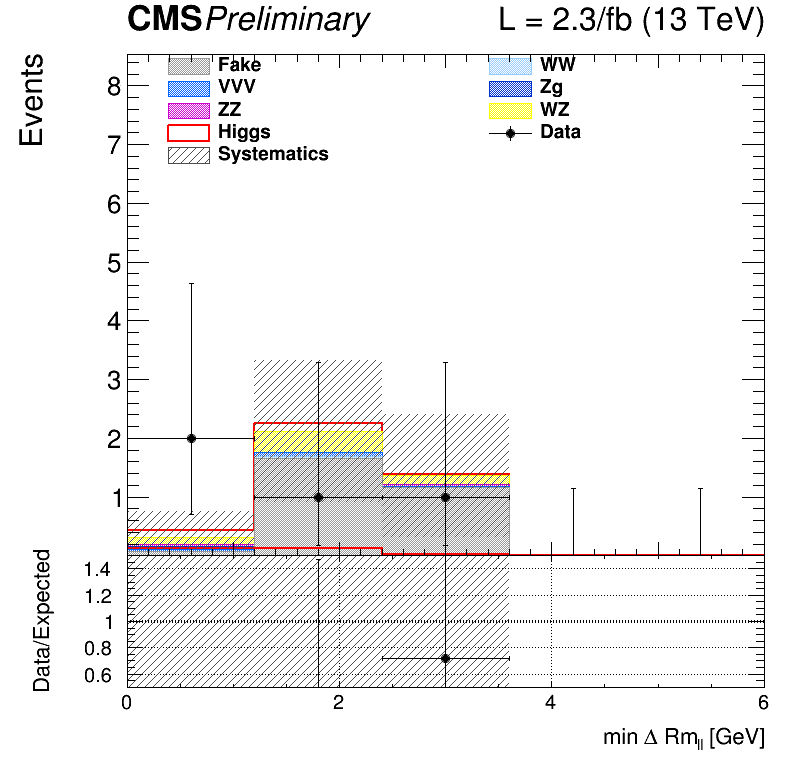 CMS Preliminary L = 2.3/fb (13 TeV)
Events
Fake
VVV
ZZ
Higgs
Systematics
WW
Zg
WZ
Data
8
7
6
5
4
3
2
1
Data/Expected
1.4
1.2
1
0.8
0.6
0 2 4 6
min Δ Rm_ll [GeV]